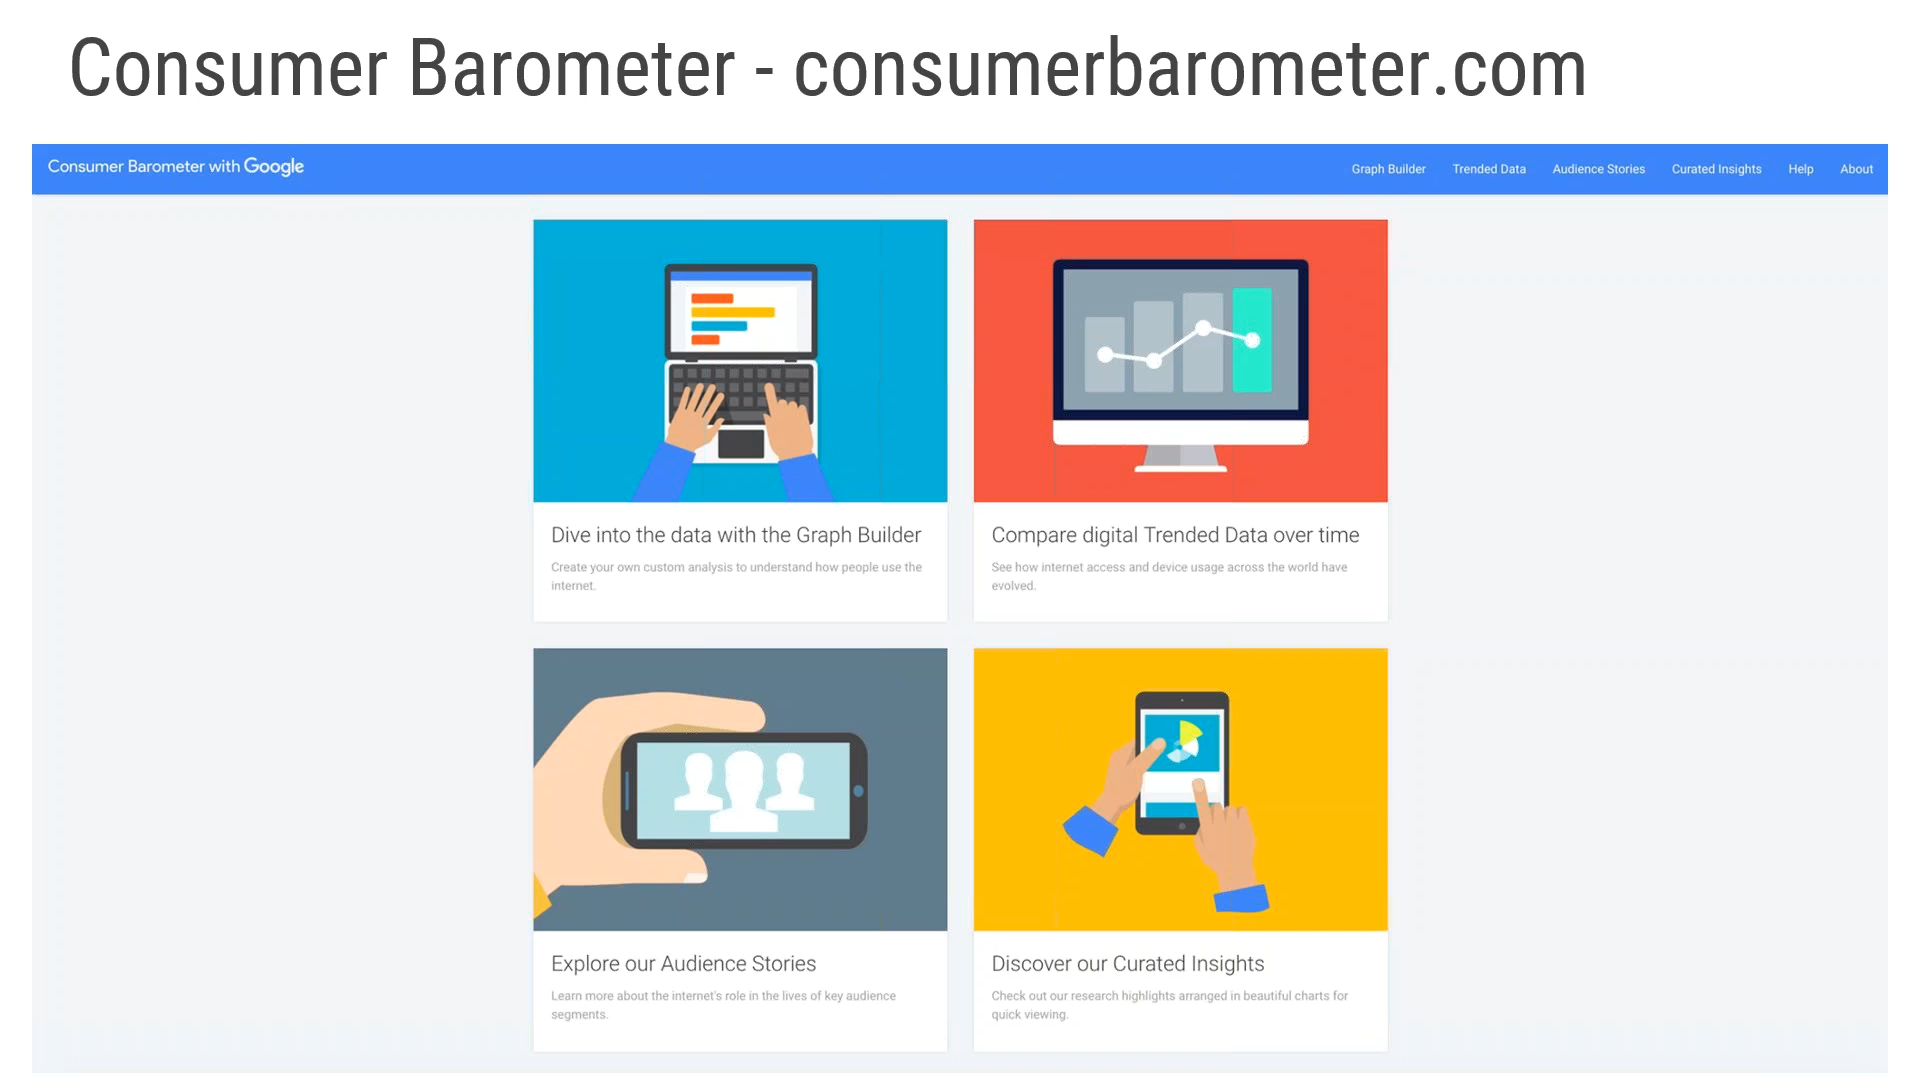 Consumer Barometer - consumerbarometer.com
Consumer Barometer with Google
Graph Builder Trended Data Audience Stories Curated Insights Help About
Dive into the data with the Graph Builder
Create your own custom analysis to understand how people use the
internet.
Compare digital Trended Data over time
See how internet access and device usage across the world have
evolved.
Explore our Audience Stories
Learn more about the internet's role in the lives of key audience
segments.
Discover our Curated Insights
Check out our research highlights arranged in beautiful charts for
quick viewing.